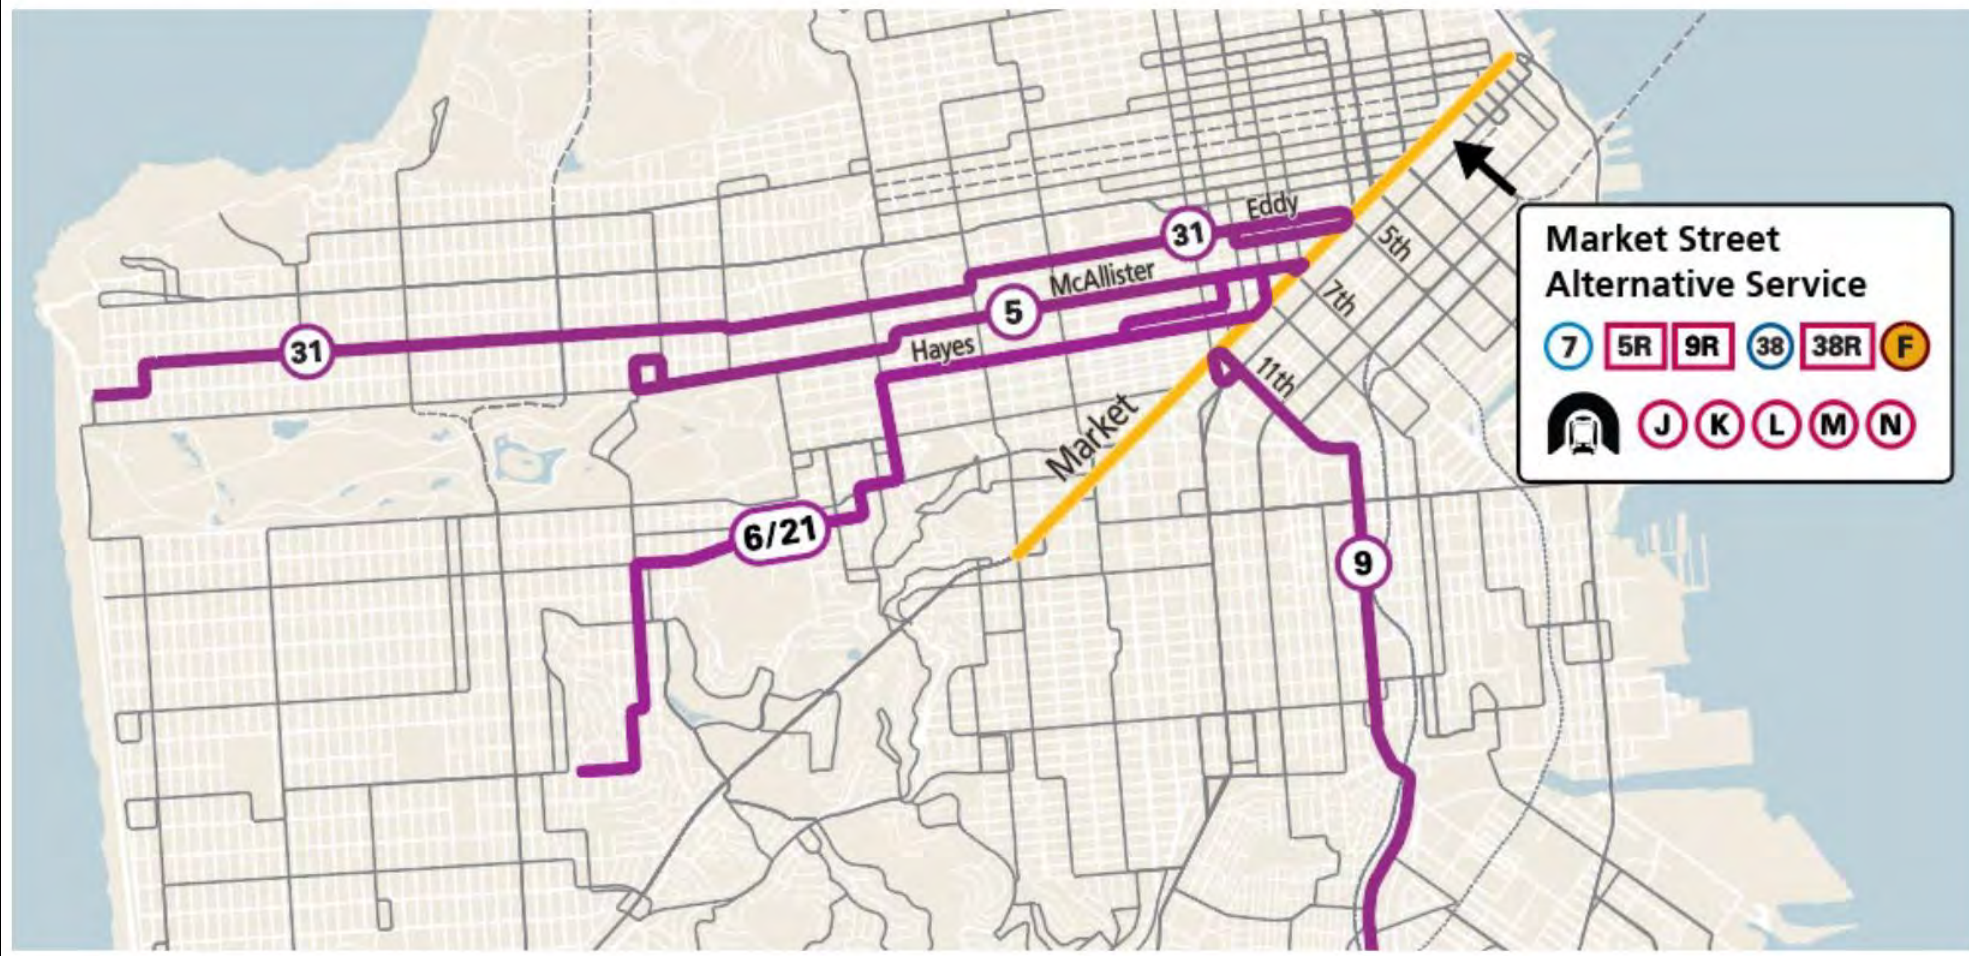 Eddy
31
5th
McAllister
7th
5
31
Hayes
11th
Market
6/21
9
Market Street
Alternative Service
7 5R 9R 38 38R F
J K L M N